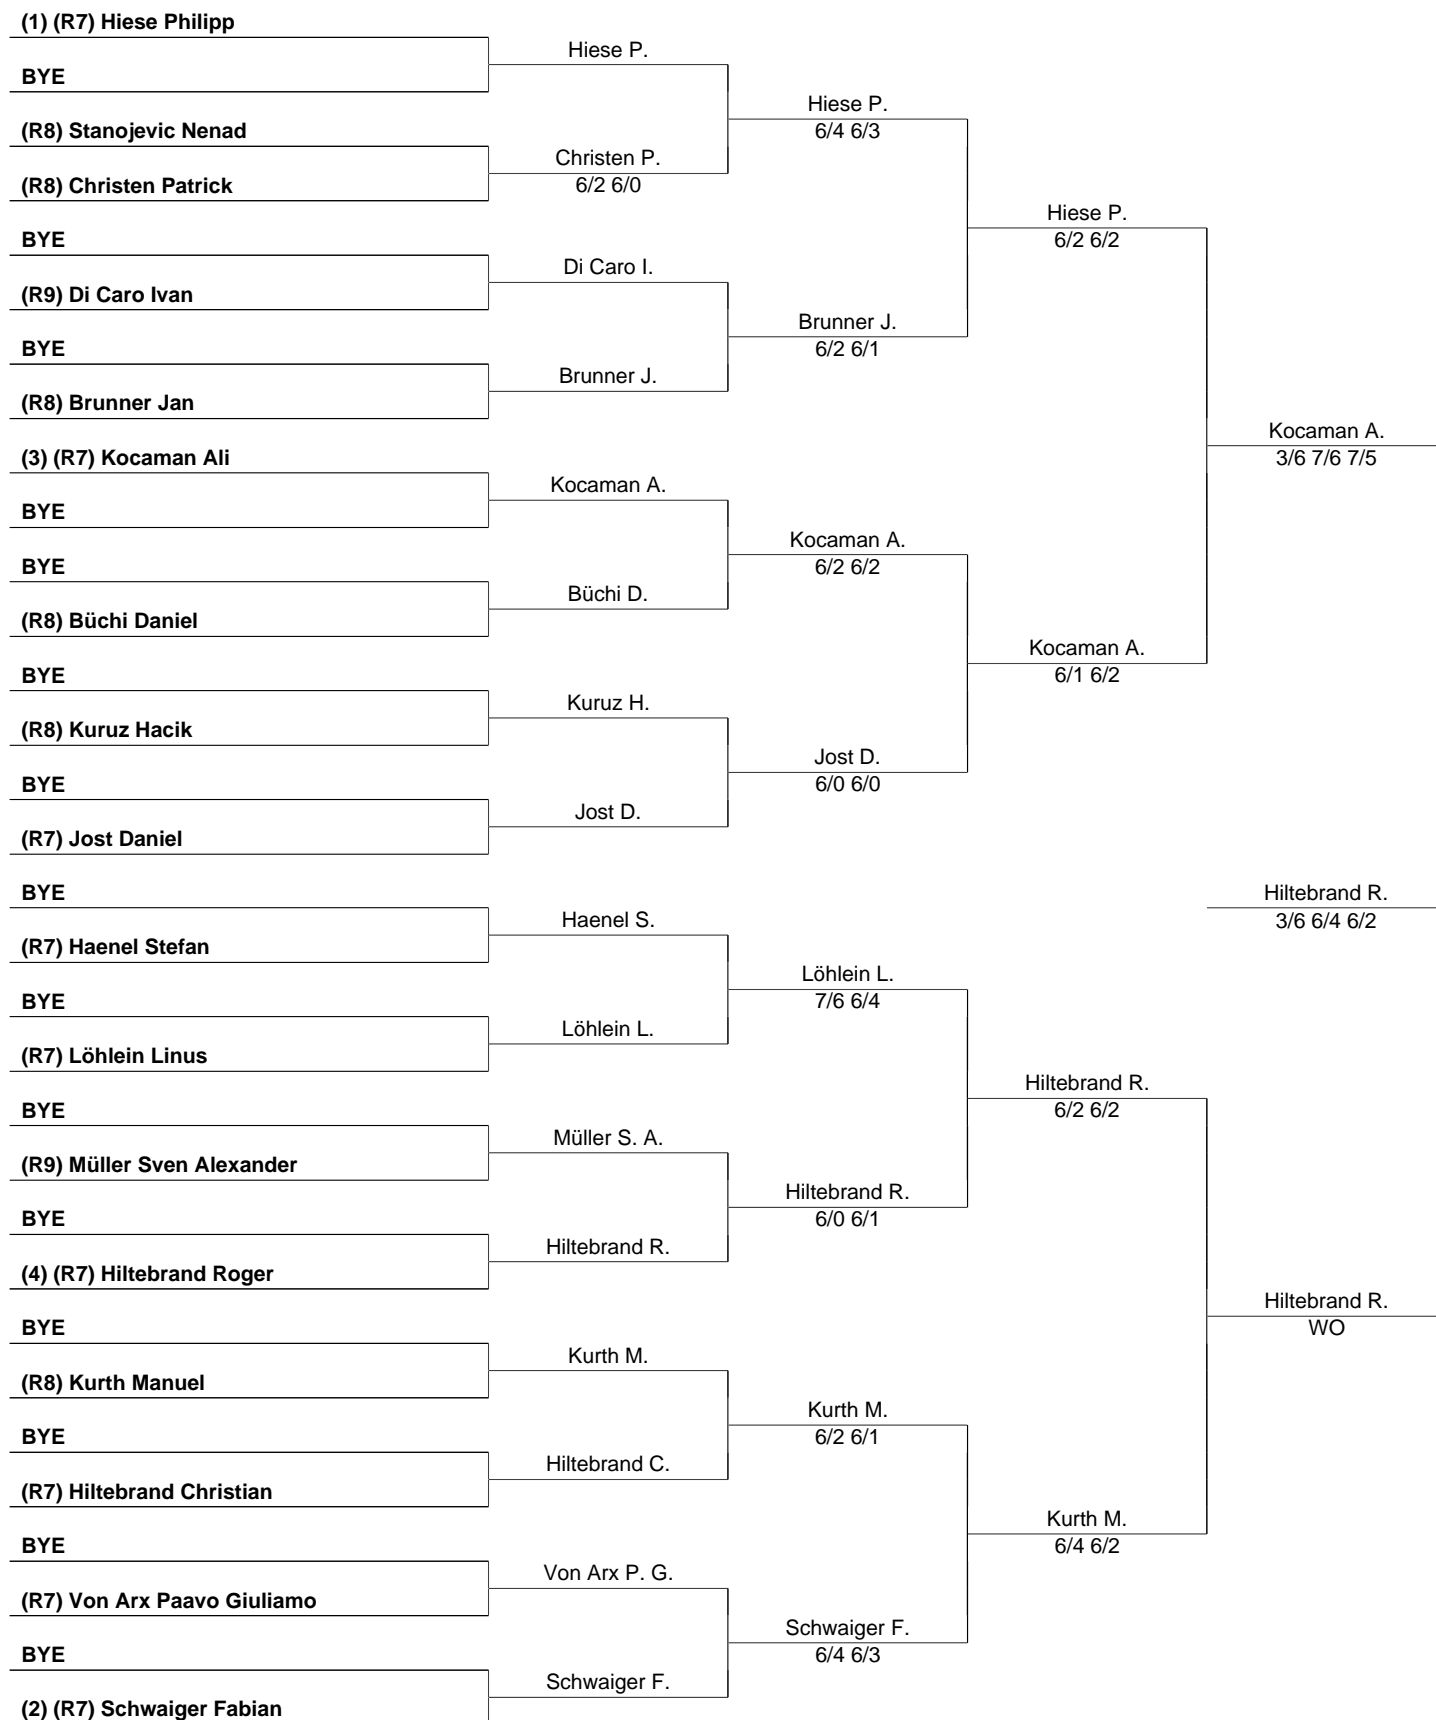 (1) (R7) Hiese Philipp
Hiese P.
BYE
Hiese P.
(R8) Stanojevic Nenad
6/4 6/3
Christen P.
(R8) Christen Patrick
6/2 6/0
Hiese P.
BYE
6/2 6/2
Di Caro I.
(R9) Di Caro Ivan
Brunner J.
BYE
6/2 6/1
Brunner J.
(R8) Brunner Jan
Kocaman A.
(3) (R7) Kocaman Ali
3/6 7/6 7/5
Kocaman A.
BYE
Kocaman A.
BYE
6/2 6/2
Büchi D.
(R8) Büchi Daniel
Kocaman A.
BYE
6/1 6/2
Kuruz H.
(R8) Kuruz Hacik
Jost D.
BYE
6/0 6/0
Jost D.
(R7) Jost Daniel
BYE
Hiltebrand R.
Haenel S.
3/6 6/4 6/2
(R7) Haenel Stefan
Löhlein L.
BYE
7/6 6/4
Löhlein L.
(R7) Löhlein Linus
Hiltebrand R.
BYE
6/2 6/2
Müller S. A.
(R9) Müller Sven Alexander
Hiltebrand R.
BYE
6/0 6/1
Hiltebrand R.
(4) (R7) Hiltebrand Roger
Hiltebrand R.
BYE
WO
Kurth M.
(R8) Kurth Manuel
Kurth M.
BYE
6/2 6/1
Hiltebrand C.
(R7) Hiltebrand Christian
Kurth M.
BYE
6/4 6/2
Von Arx P. G.
(R7) Von Arx Paavo Giuliamo
Schwaiger F.
BYE
6/4 6/3
Schwaiger F.
(2) (R7) Schwaiger Fabian